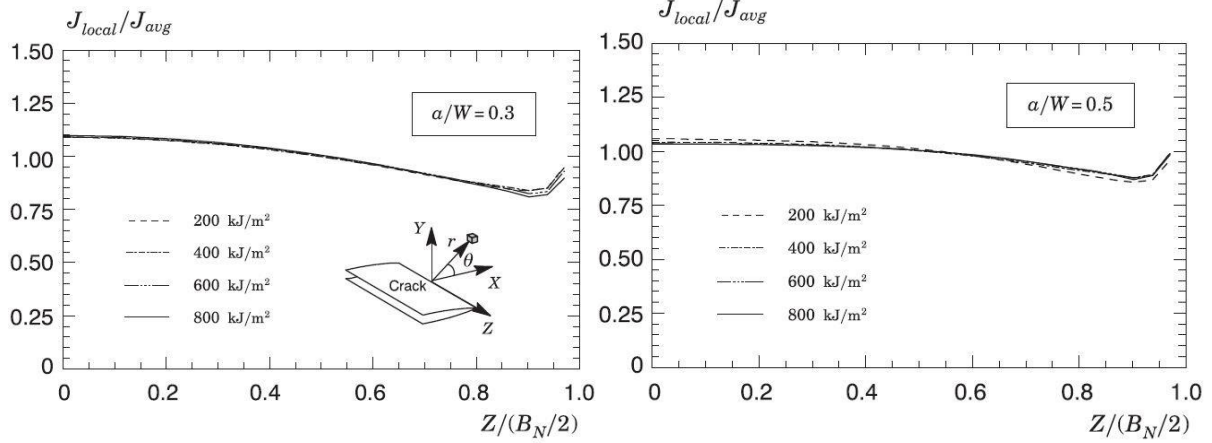 J_local/J_avg
1.50
1.25
1.00
0.75
0.50
0.25
0
a/W=0.3
200 kJ/m²
400 kJ/m²
600 kJ/m²
800 kJ/m²
Y
r
θ
X
Crack
Z
0 0.2 0.4 0.6 0.8 1.0
Z/(B_N/2)
J_local/J_avg
1.50
1.25
1.00
0.75
0.50
0.25
0
a/W=0.5
200 kJ/m²
400 kJ/m²
600 kJ/m²
800 kJ/m²
0 0.2 0.4 0.6 0.8 1.0
Z/(B_N/2)